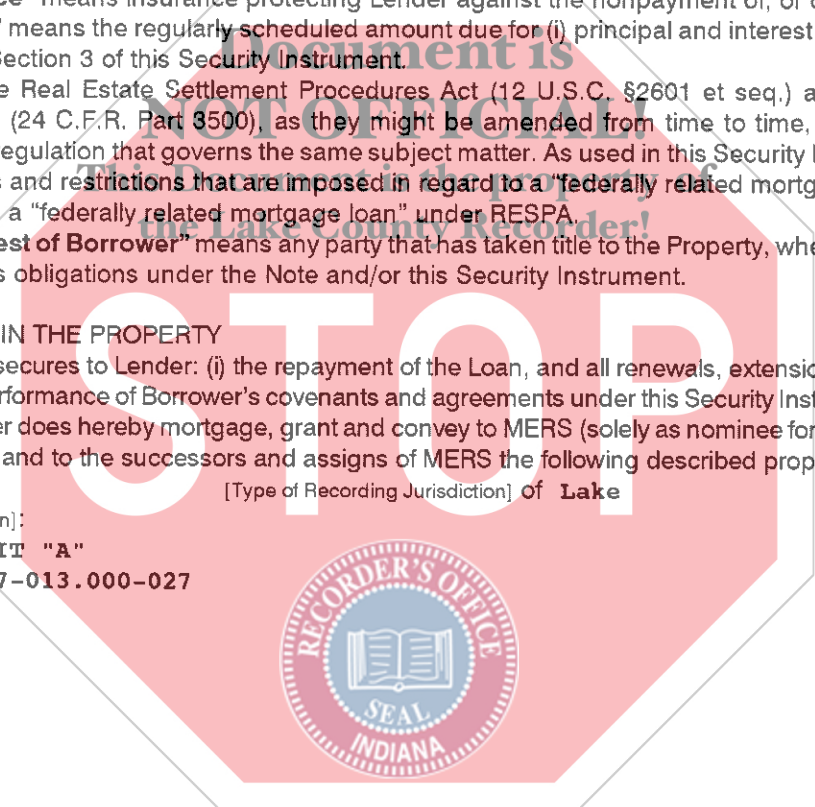 means insurance protecting Lender against the nonpayment of, or
means the regularly scheduled amount due for (i) principal and interest
Section 3 of this Security Instrument.
Document is
e Real Estate Settlement Procedures Act (12 U.S.C. §2601 et seq.) a
(24 C.F.R. Part 3500), as they might be amended from time to time,
NOT OFFICIAL!
egulation that governs the same subject matter. As used in this Security I
s and restrictions that are imposed in regard to a "federally related mortg
This Document is the property of
a "federally related mortgage loan" under RESPA.
the Lake County Recorder!
est of Borrower" means any party that has taken title to the Property, whe
s obligations under the Note and/or this Security Instrument.
IN THE PROPERTY
secures to Lender: (i) the repayment of the Loan, and all renewals, extensio
rformance of Borrower's covenants and agreements under this Security Inst
er does hereby mortgage, grant and convey to MERS (solely as nominee for
and to the successors and assigns of MERS the following described prop
STOP
[Type of Recording Jurisdiction] of Lake
n]:
IT "A"
7-013.000-027
RECORDER'S OFFICE
SEAL
INDIANA